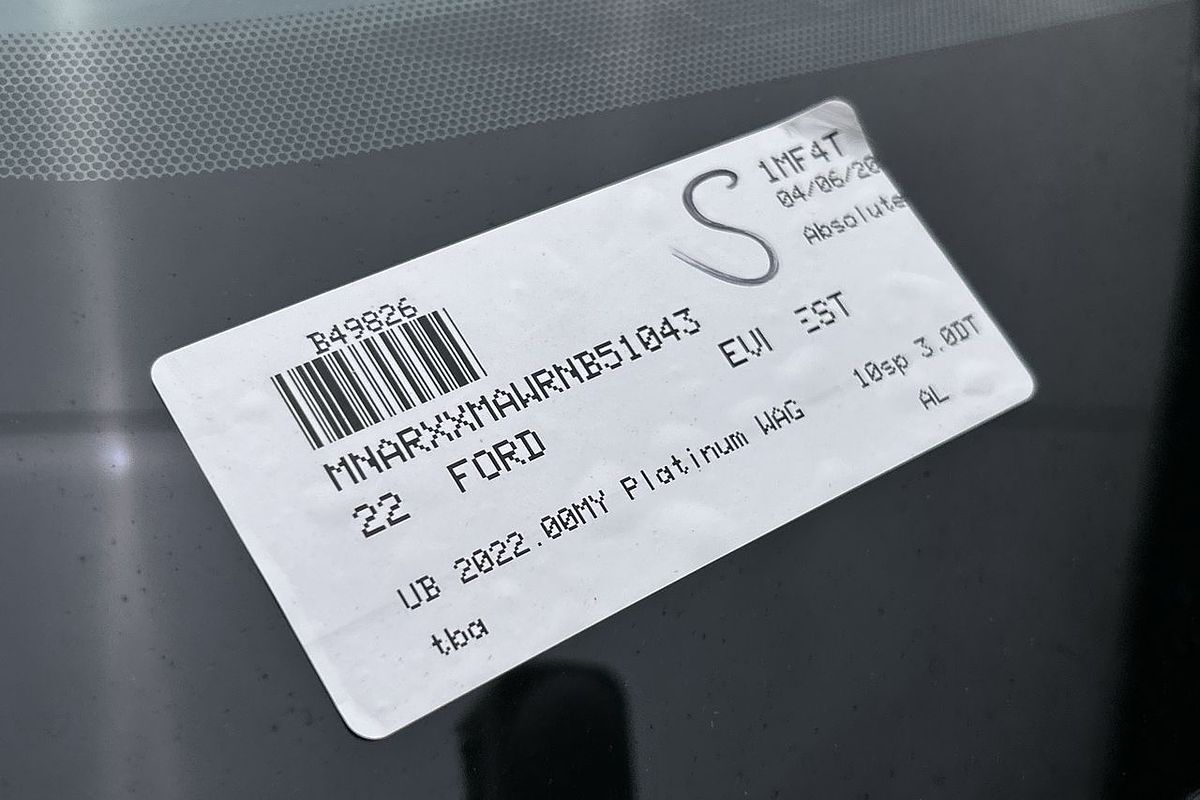 S
1MF4T
04/06/20
Absolute
B49826
MNARXXMAWRNB51043
22 FORD EVI EST
UB 2022.00MY Platinum WAG 10sp 3.0DT
tba AL